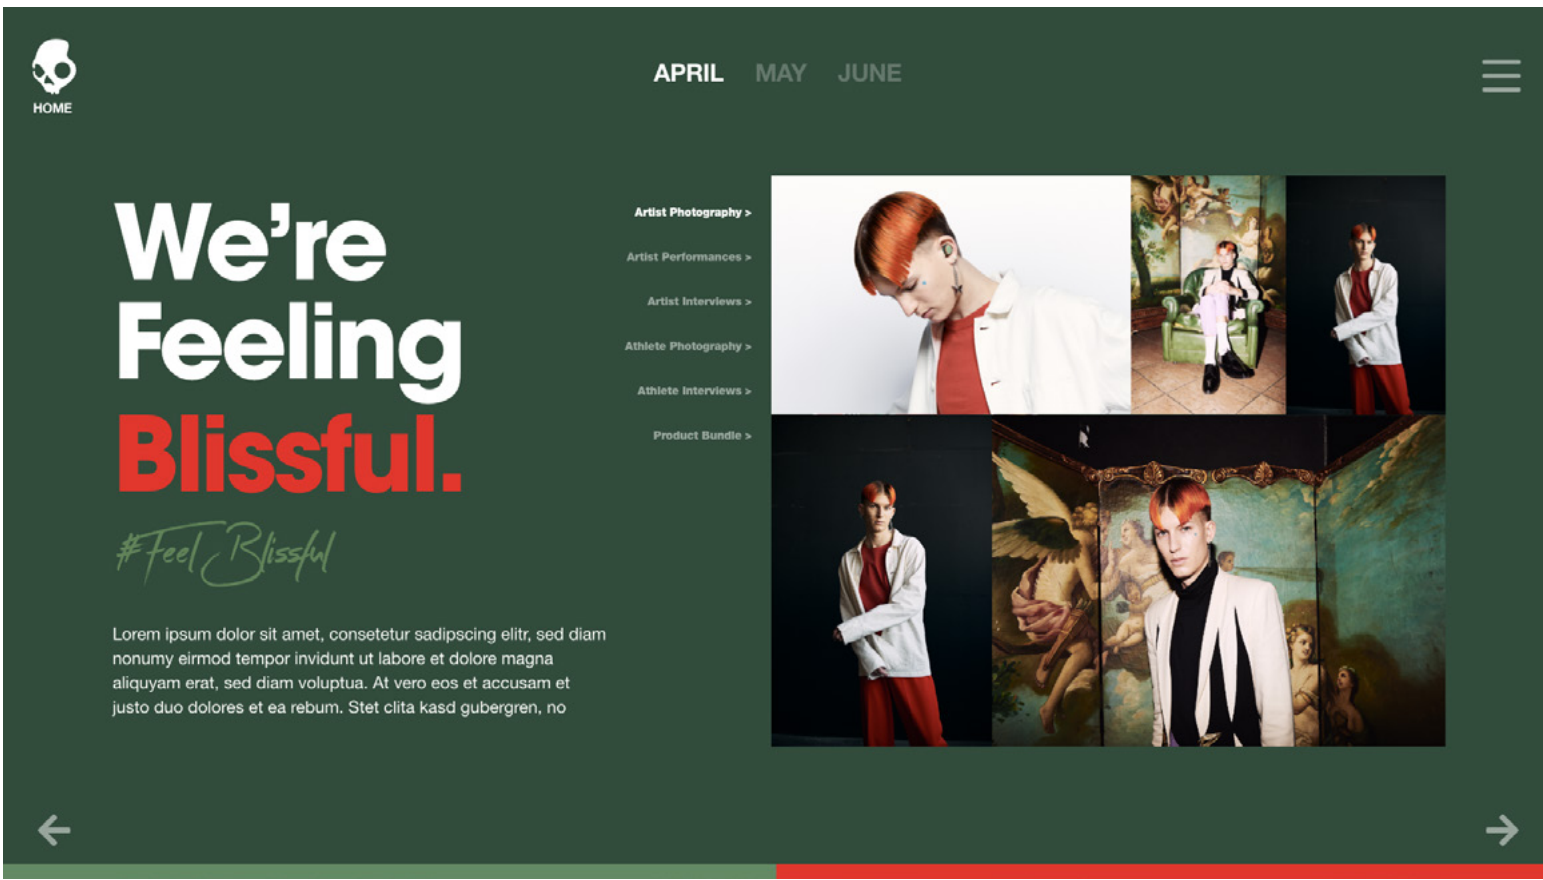 HOME
APRIL MAY JUNE
We're
Feeling
Blissful.
#Feel Blissful
Lorem ipsum dolor sit amet, consetetur sadipscing elitr, sed diam
nonumy eirmod tempor invidunt ut labore et dolore magna
aliquyam erat, sed diam voluptua. At vero eos et accusam et
justo duo dolores et ea rebum. Stet clita kasd gubergren, no
Artist Photography >
Artist Performances >
Artist Interviews >
Athlete Photography >
Athlete Interviews >
Product Bundle >